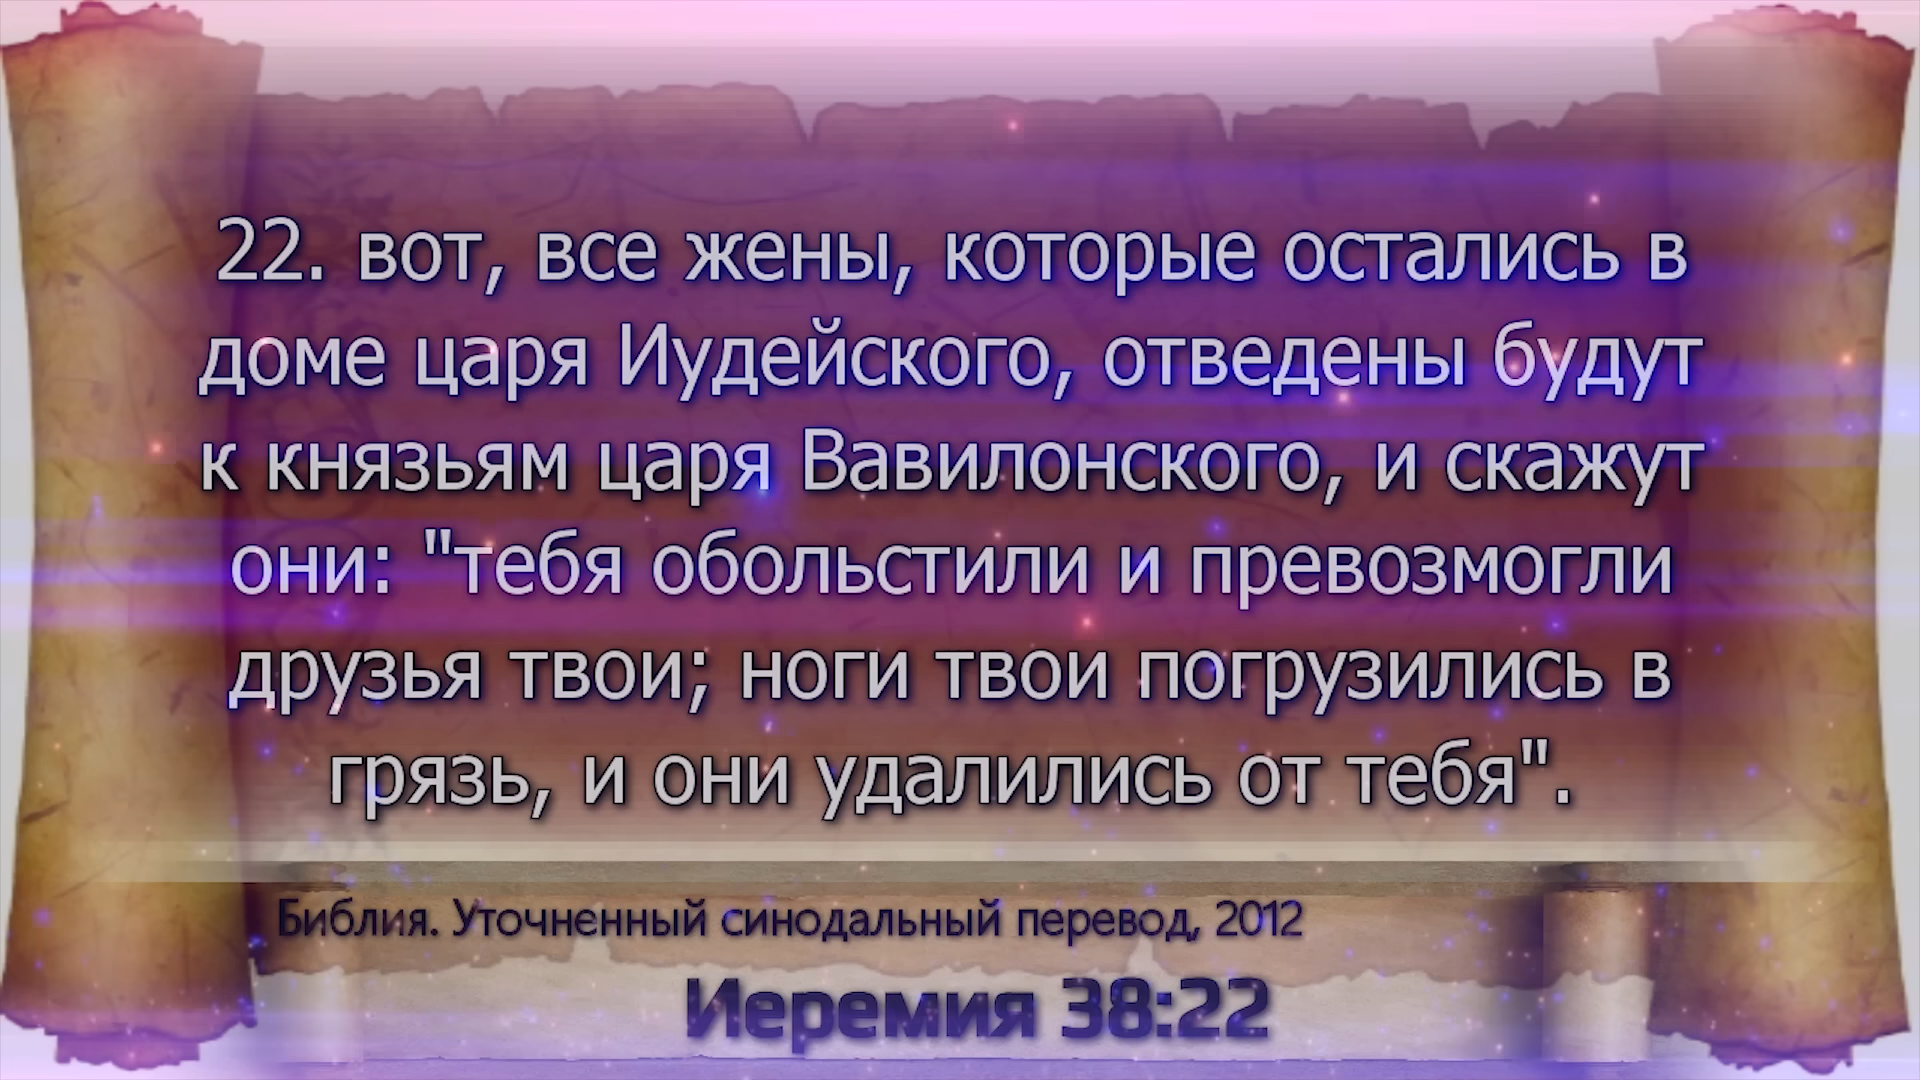 22. вот, все жены, которые остались в
доме царя Иудейского, отведены будут
к князьям царя Вавилонского, и скажут
они: "тебя обольстили и превозмогли
друзья твои; ноги твои погрузились в
грязь, и они удалились от тебя".
Библия. Уточненный синодальный перевод, 2012
Иеремия 38:22